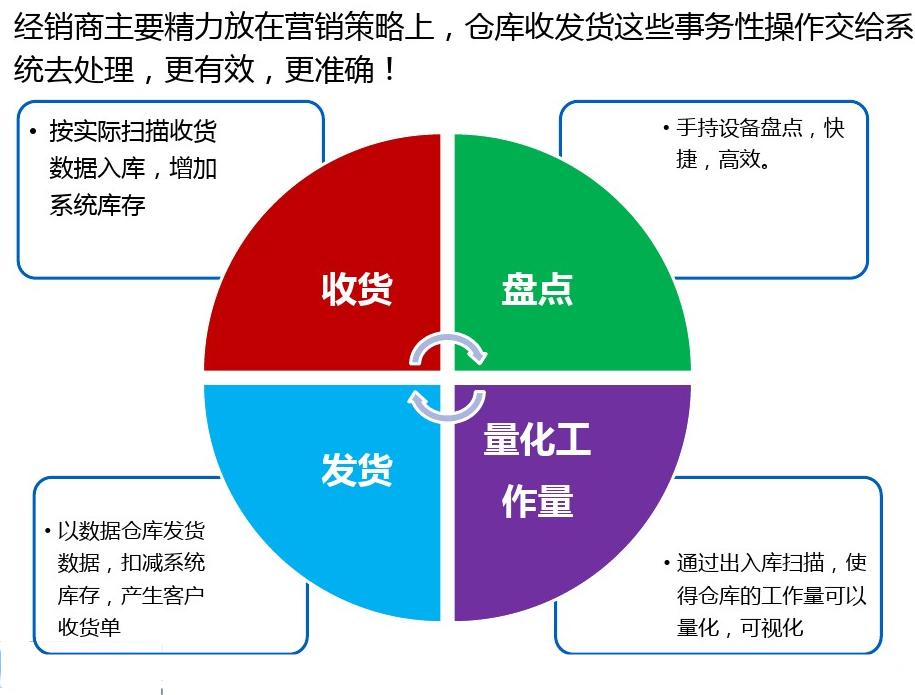 经销商主要精力放在营销策略上，仓库收发货这些事务性操作交给系
统去处理，更有效，更准确！
• 按实际扫描收货
数据入库，增加
系统库存
• 手持设备盘点，快
捷，高效。
收货
盘点
发货
量化工
作量
• 以数据仓库发货
数据，扣减系统
库存，产生客户
收货单
• 通过出入库扫描，使
得仓库的工作量可以
量化，可视化